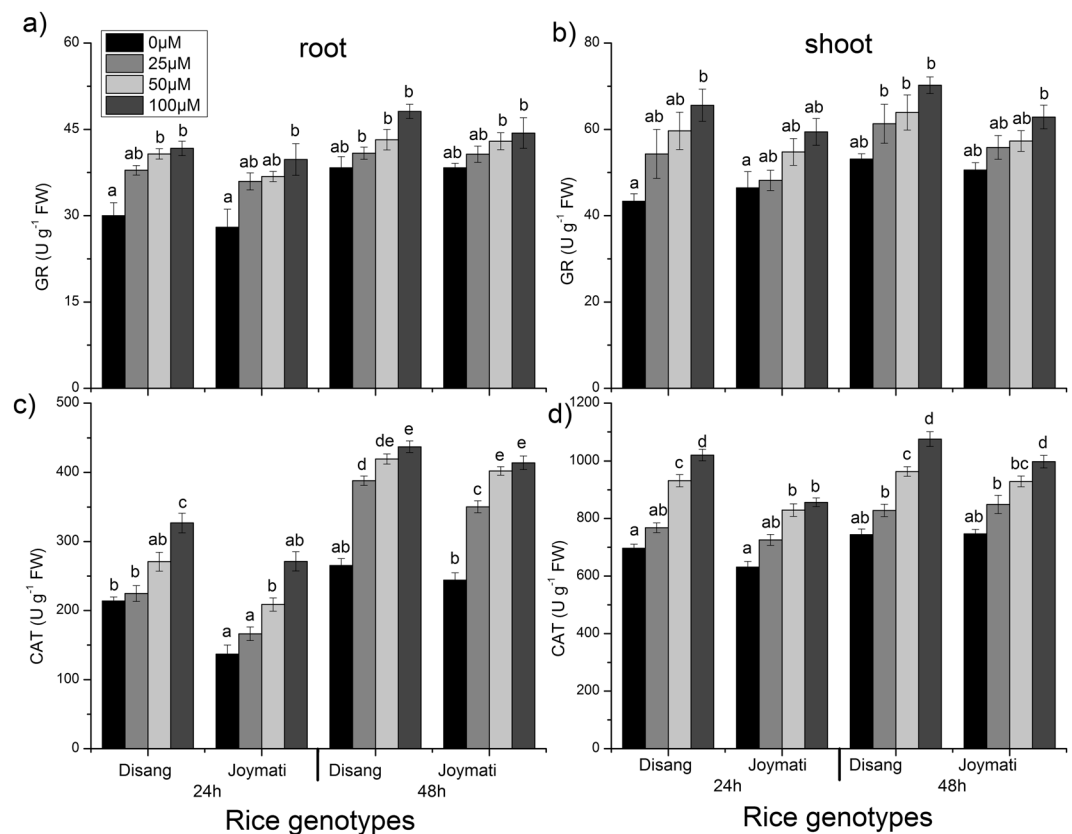 a)
root
0µM
25µM
50µM
100µM
GR (U g⁻¹ FW)
60
45
30
15
0
a ab b b
a ab ab b
ab ab b b
ab ab b b
b)
shoot
GR (U g⁻¹ FW)
80
60
40
20
0
a ab ab b
a ab ab ab
ab b b b
ab ab ab b
c)
CAT (U g⁻¹ FW)
500
400
300
200
100
0
b b ab c
a a b ab
ab d de e
b c e e
Disang Joymati Disang Joymati
24h 48h
Rice genotypes
d)
CAT (U g⁻¹ FW)
1200
1000
800
600
400
200
0
a ab c d
a ab b b
ab b c d
ab b bc d
Disang Joymati Disang Joymati
24h 48h
Rice genotypes